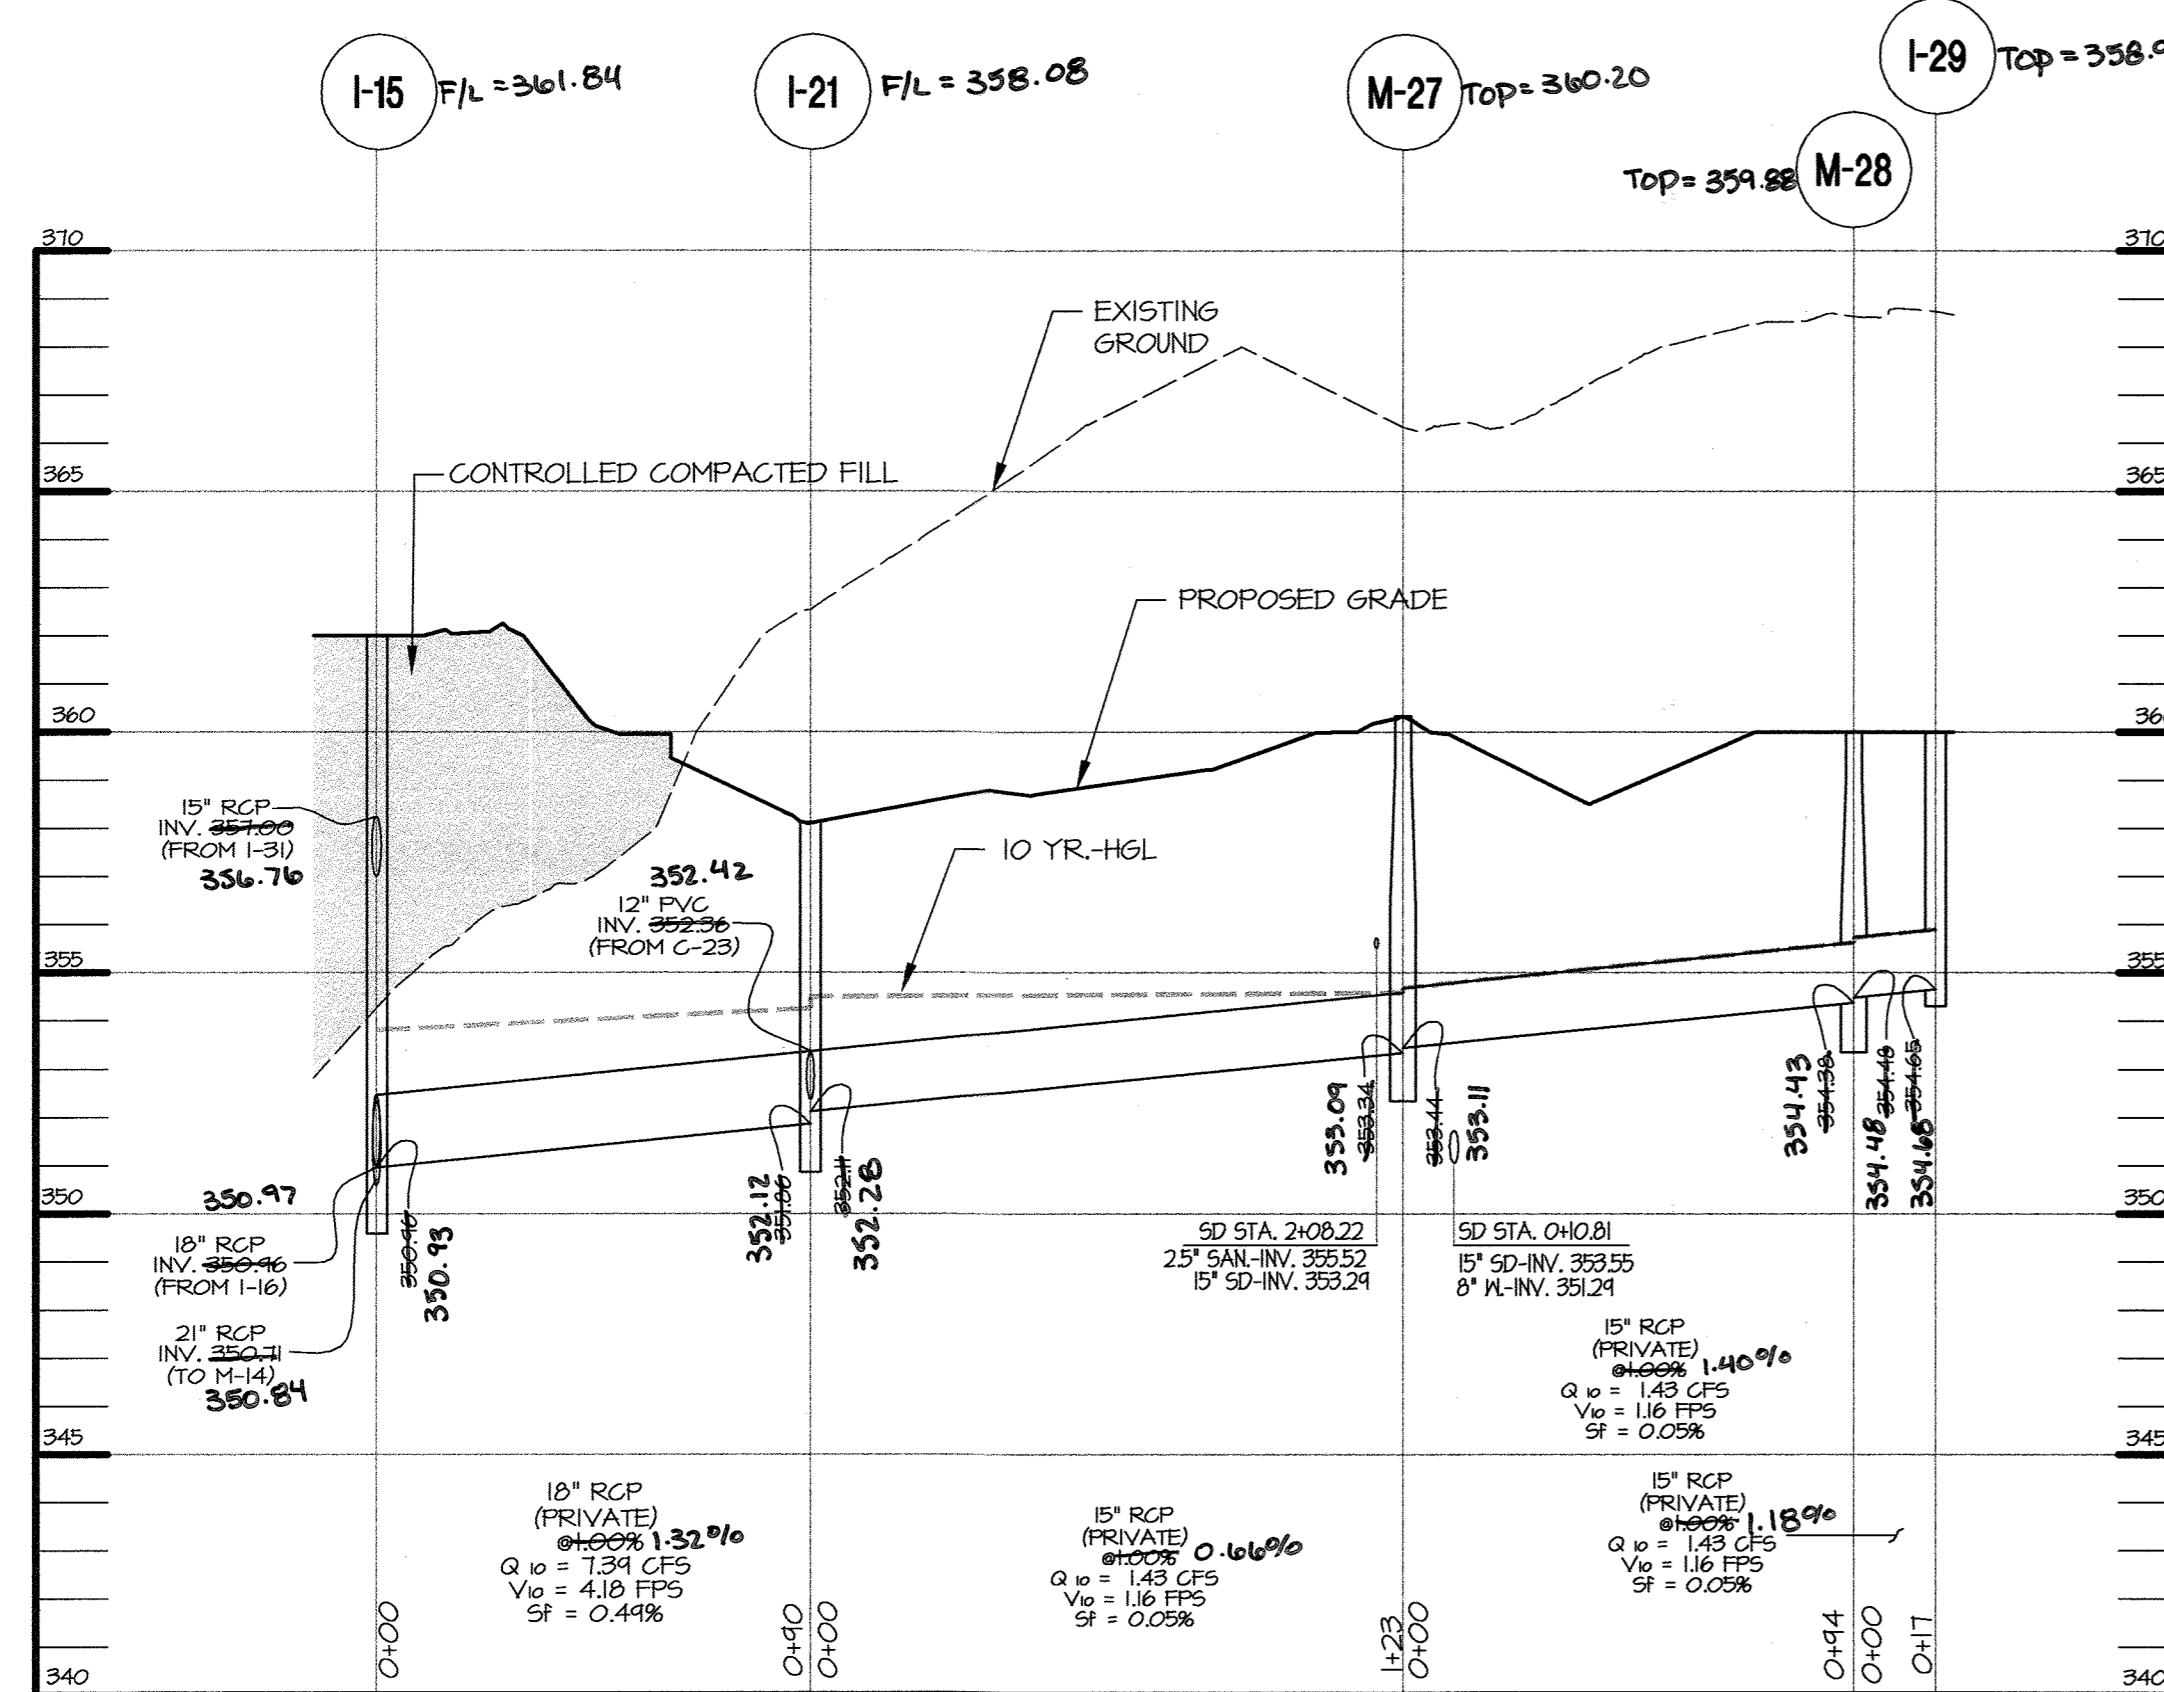 I-15 F/L = 361.84
I-21 F/L = 358.08
M-27 TOP = 360.20
I-29 TOP = 358.9
TOP = 359.88 M-28
370
370
EXISTING
GROUND
CONTROLLED COMPACTED FILL
365
365
PROPOSED GRADE
360
36
10 YR.-HGL
15" RCP
INV. 357.00
(FROM I-31)
356.76
352.42
12" PVC
INV. 352.36
(FROM C-23)
355
355
350
350
350.97
18" RCP
INV. 350.96
(FROM I-16)
21" RCP
INV. 350.71
(TO M-14)
350.84
350.96
350.93
352.12
351.86
352.11
352.28
353.09
353.34
353.44
353.11
354.43
354.38
354.48
354.48
354.65
354.68
SD STA. 2+08.22
2.5" SAN.-INV. 355.52
15" SD-INV. 353.29
SD STA. 0+10.81
15" SD-INV. 353.55
8" W.-INV. 351.29
15" RCP
(PRIVATE)
@1.00% 1.40%
Q10 = 1.43 CFS
V10 = 1.16 FPS
Sf = 0.05%
345
345
18" RCP
(PRIVATE)
@1.00% 1.32%
Q10 = 7.39 CFS
V10 = 4.18 FPS
Sf = 0.49%
15" RCP
(PRIVATE)
@1.00% 0.66%
Q10 = 1.43 CFS
V10 = 1.16 FPS
Sf = 0.05%
15" RCP
(PRIVATE)
@1.00% 1.18%
Q10 = 1.43 CFS
V10 = 1.16 FPS
Sf = 0.05%
0+00
0+90
0+00
1+23
0+00
0+94
0+00
0+17
340
340